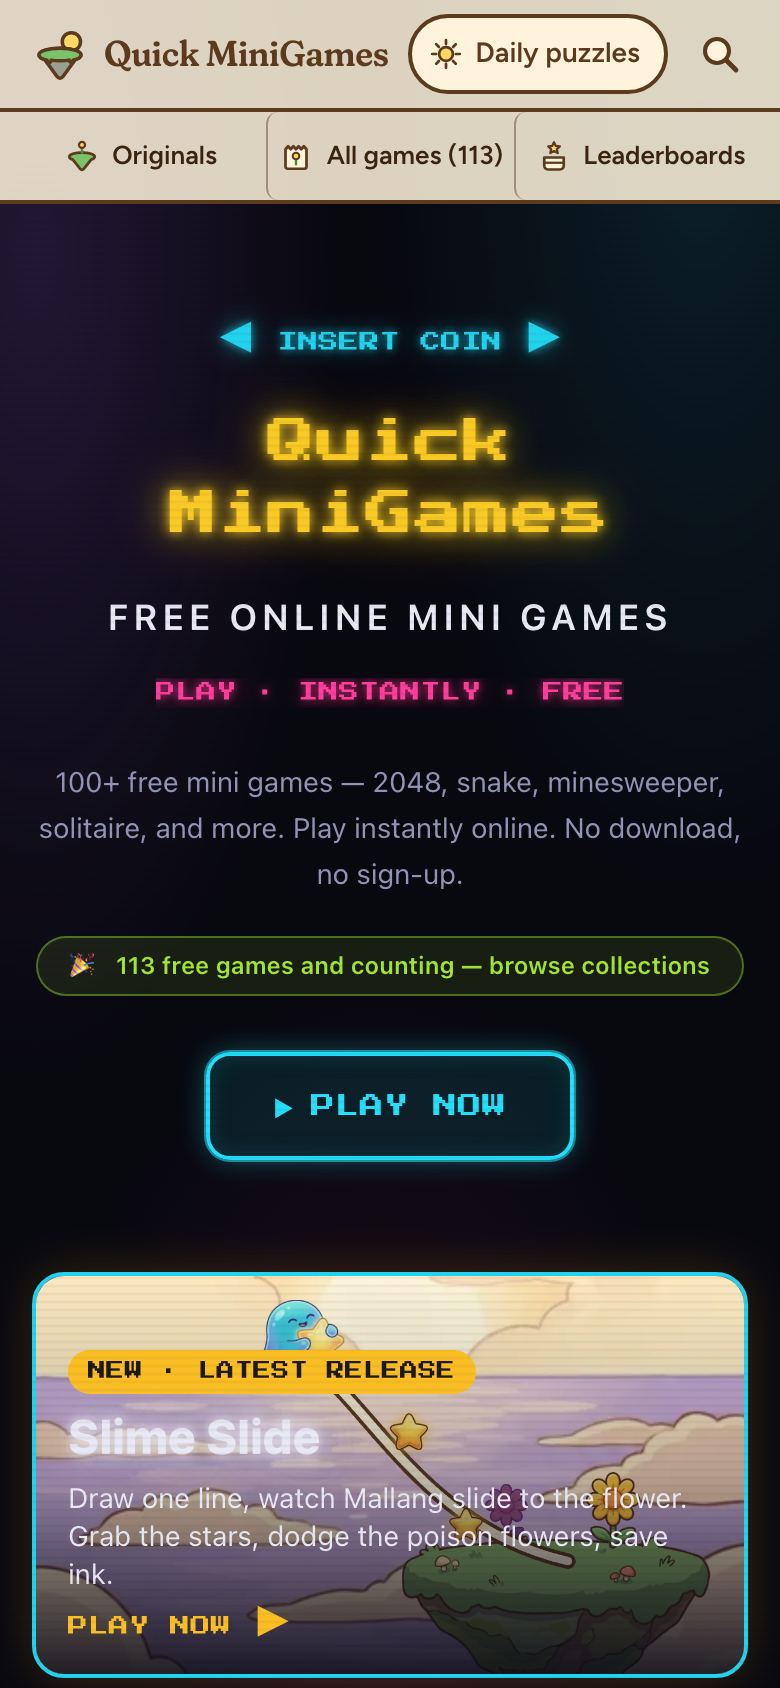 Quick MiniGames
Daily puzzles
Originals
All games (113)
Leaderboards
◀ INSERT COIN ▶
Quick
MiniGames
FREE ONLINE MINI GAMES
PLAY · INSTANTLY · FREE
100+ free mini games — 2048, snake, minesweeper,
solitaire, and more. Play instantly online. No download,
no sign-up.
🎉 113 free games and counting — browse collections
▶ PLAY NOW
NEW · LATEST RELEASE
Slime Slide
Draw one line, watch Mallang slide to the flower.
Grab the stars, dodge the poison flowers, save
ink.
PLAY NOW ▶